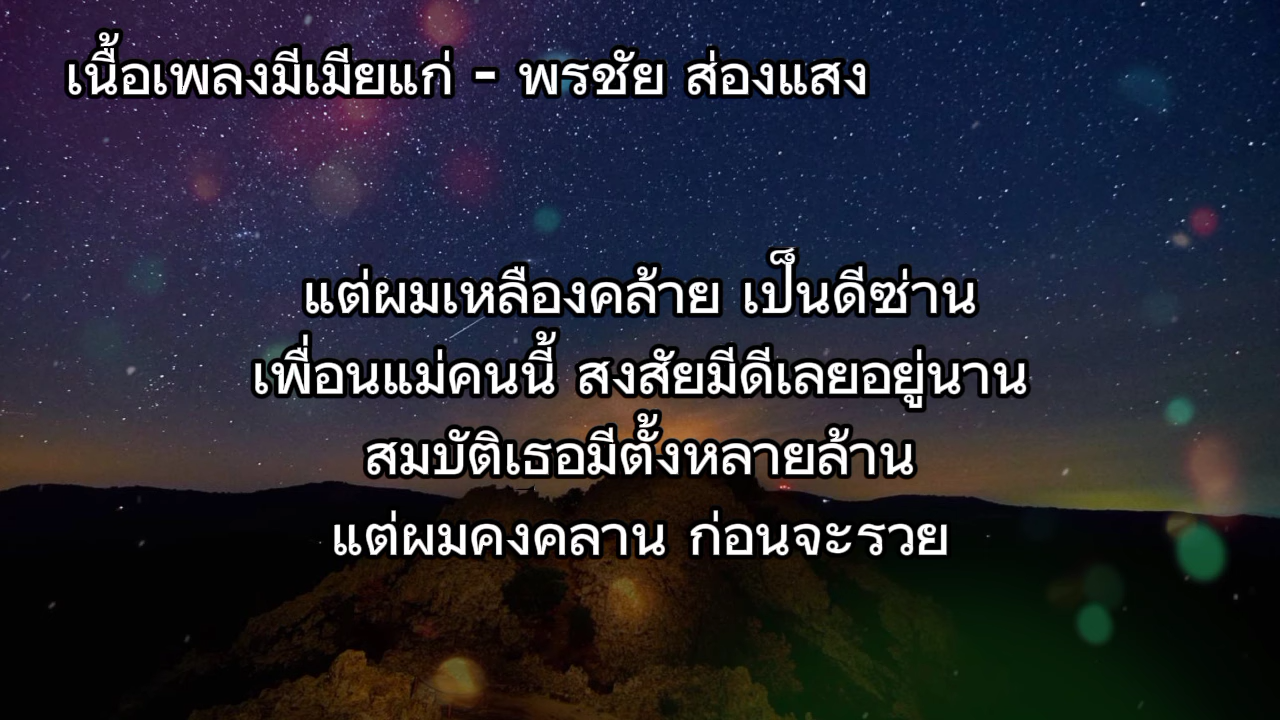 เนื้อเพลงมีเมียแก่ - พรชัย ส่องแสง
แต่ผมเหลืองคล้าย เป็นดีซ่าน
เพื่อนแม่คนนี้ สงสัยมีดีเลยอยู่นาน
สมบัติเธอมีตั้งหลายล้าน
แต่ผมคงคลาน ก่อนจะรวย